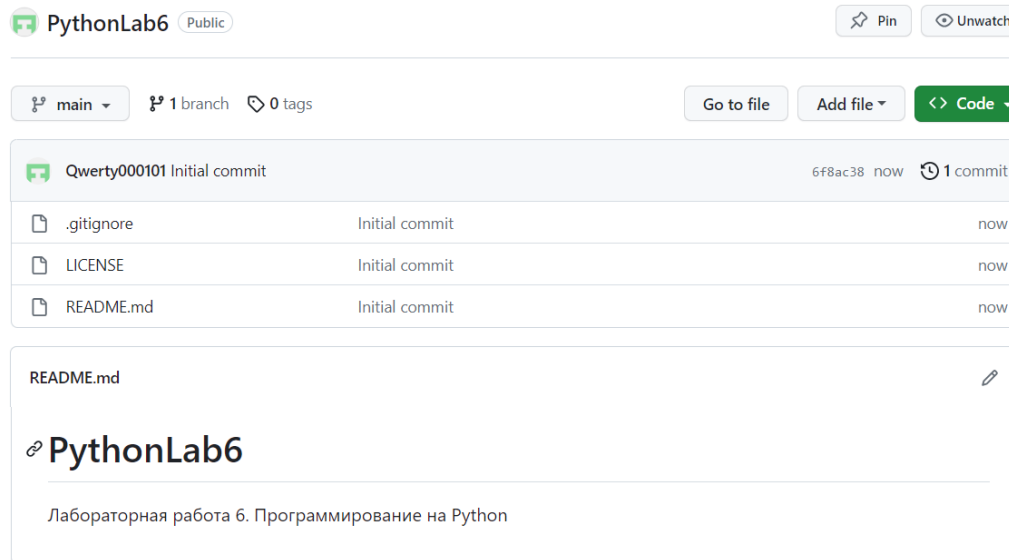 PythonLab6 Public Pin Unwatch
main 1 branch 0 tags Go to file Add file Code
Qwerty000101 Initial commit 6f8ac38 now 1 commit
.gitignore Initial commit now
LICENSE Initial commit now
README.md Initial commit now
README.md
PythonLab6
Лабораторная работа 6. Программирование на Python